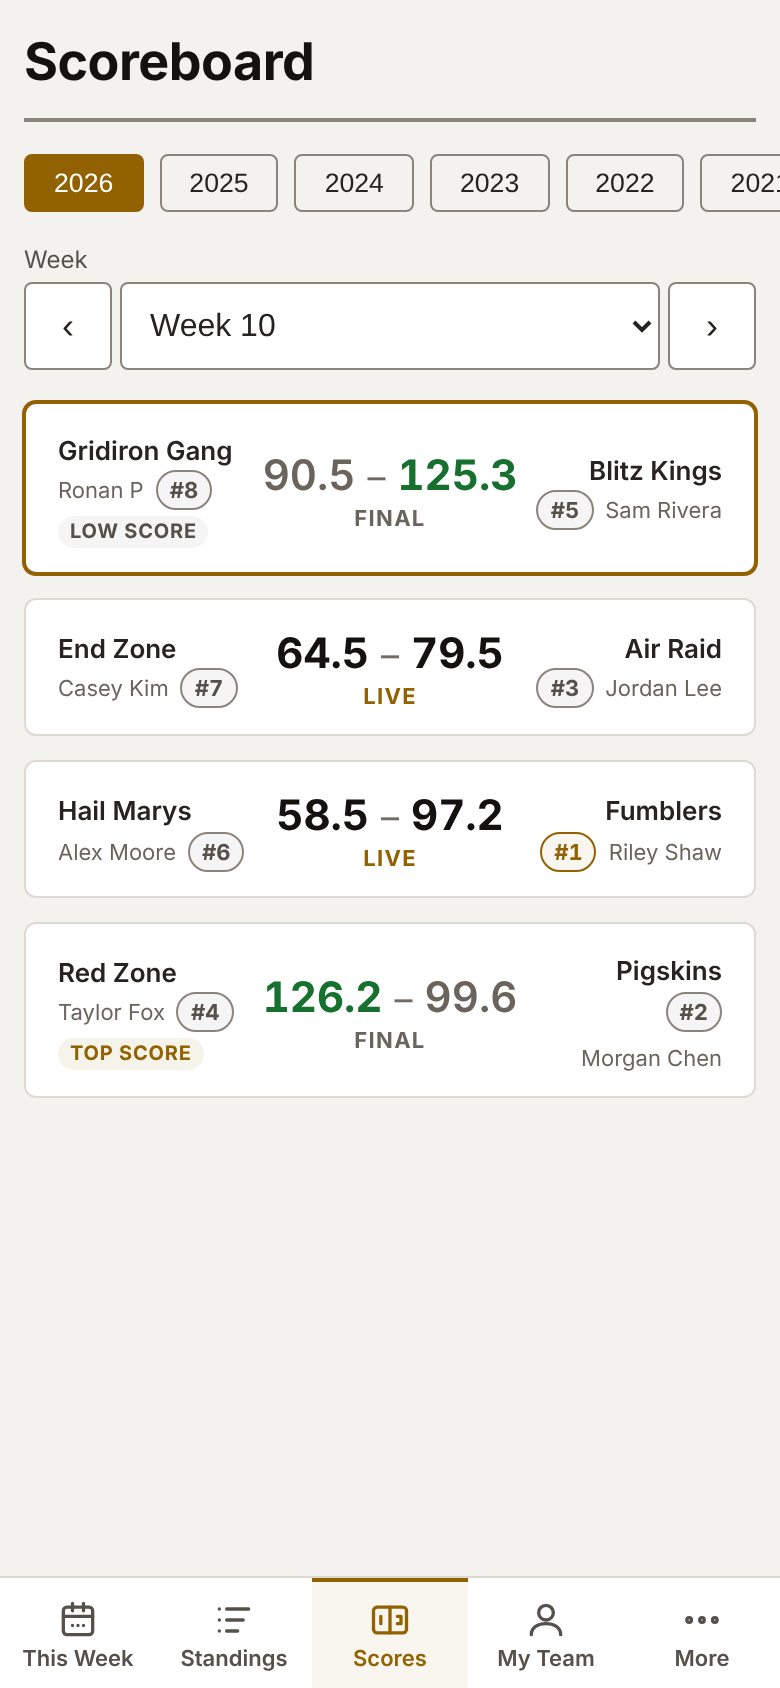 Scoreboard
2026 2025 2024 2023 2022 2021
Week
‹ Week 10 ›
Gridiron Gang
Ronan P #8
LOW SCORE
90.5 – 125.3
FINAL
Blitz Kings
#5 Sam Rivera
End Zone
Casey Kim #7
64.5 – 79.5
LIVE
Air Raid
#3 Jordan Lee
Hail Marys
Alex Moore #6
58.5 – 97.2
LIVE
Fumblers
#1 Riley Shaw
Red Zone
Taylor Fox #4
TOP SCORE
126.2 – 99.6
FINAL
Pigskins
#2
Morgan Chen
This Week Standings Scores My Team More